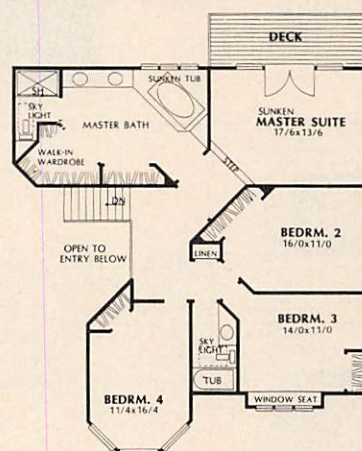 DECK
SUNKEN TUB
SH
SKY
LIGHT
MASTER BATH
SUNKEN
MASTER SUITE
17/6x13/6
WALK-IN
WARDROBE
STEP
DN
BEDRM. 2
16/0x11/0
OPEN TO
ENTRY BELOW
LINEN
BEDRM. 3
14/0x11/0
SKY
LIGHT
TUB
WINDOW SEAT
BEDRM. 4
11/4x16/4